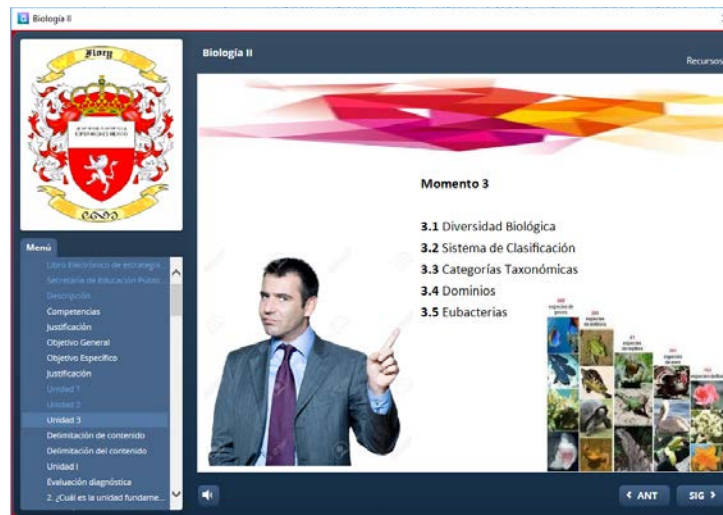 Biología II
Flory
Biología II
Recursos
Momento 3
3.1 Diversidad Biológica
3.2 Sistema de Clasificación
3.3 Categorías Taxonómicas
3.4 Dominios
3.5 Eubacterias
Menú
Libro Electrónico de estrategia...
Secretaría de Educación Públic...
Descripción
Competencias
Justificación
Objetivo General
Objetivo Específico
Justificación
Unidad 1
Unidad 2
Unidad 3
Delimitación de contenido
Delimitación del contenido
Unidad I
Evaluación diagnóstica
2. ¿Cuál es la unidad fundame...
< ANT
SIG >